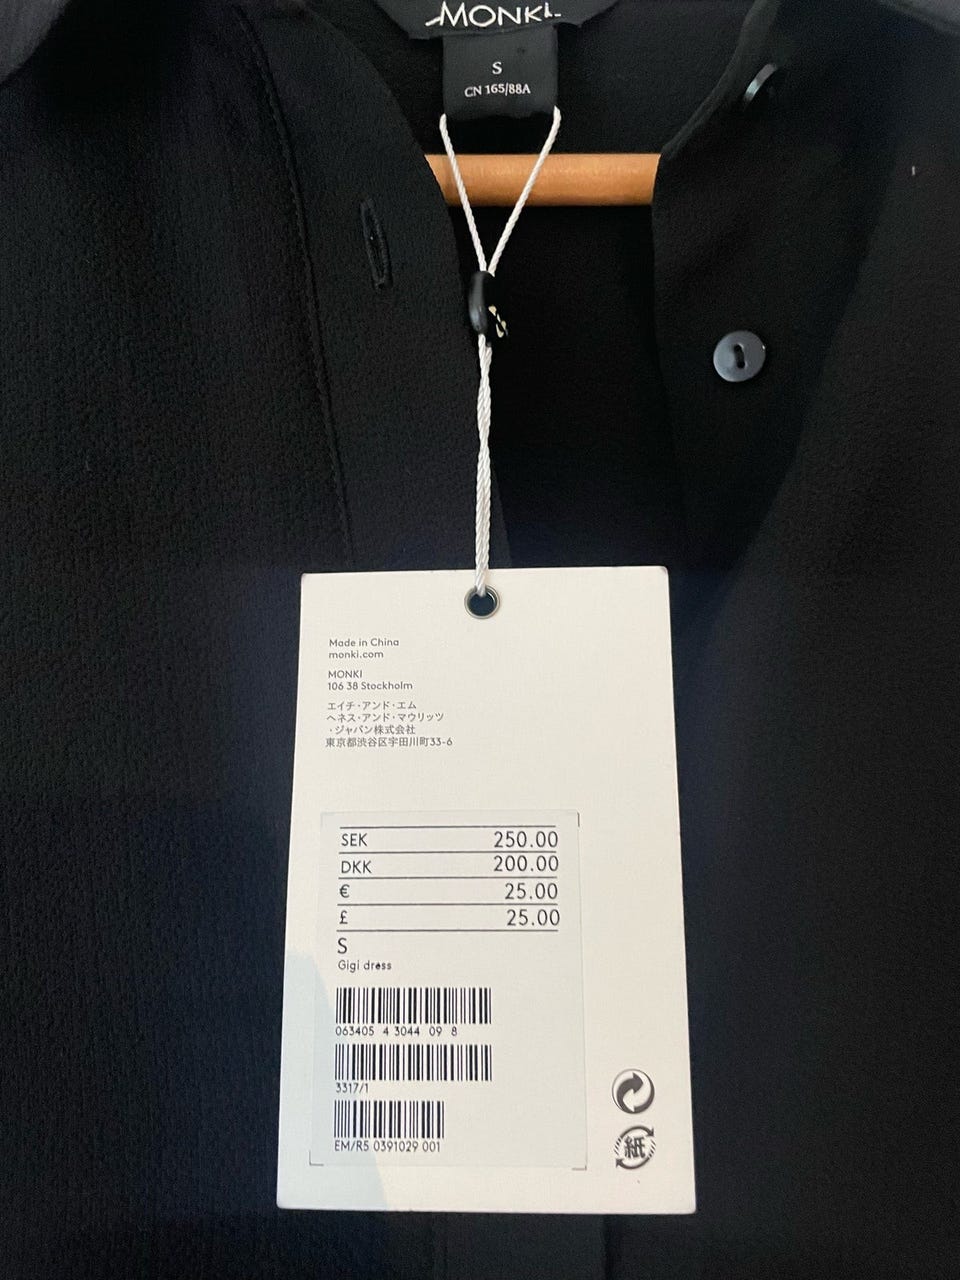 MONKI
S
CN 165/88A
Made in China
monki.com
MONKI
106 38 Stockholm
エイチ・アンド・エム
ヘネス・アンド・マウリッツ
・ジャパン株式会社
東京都渋谷区宇田川町33-6
SEK 250.00
DKK 200.00
€ 25.00
£ 25.00
S
Gigi dress
063405 4 3044 09 8
3317/1
EM/R5 0391029 001
紙